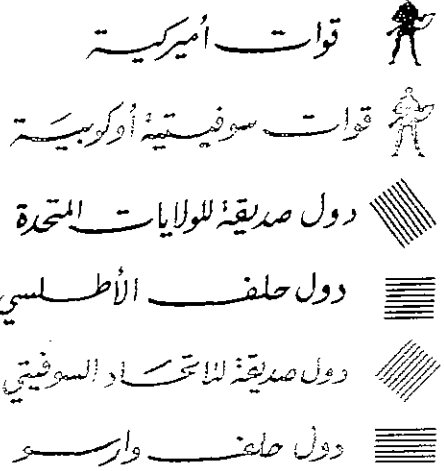 قوات أميركية
قوات سوفيتية أو كوبية
دول صديقة للولايات المتحدة
دول حلف الأطلسي
دول صديقة للاتحاد السوفيتي
دول حلف وارسو